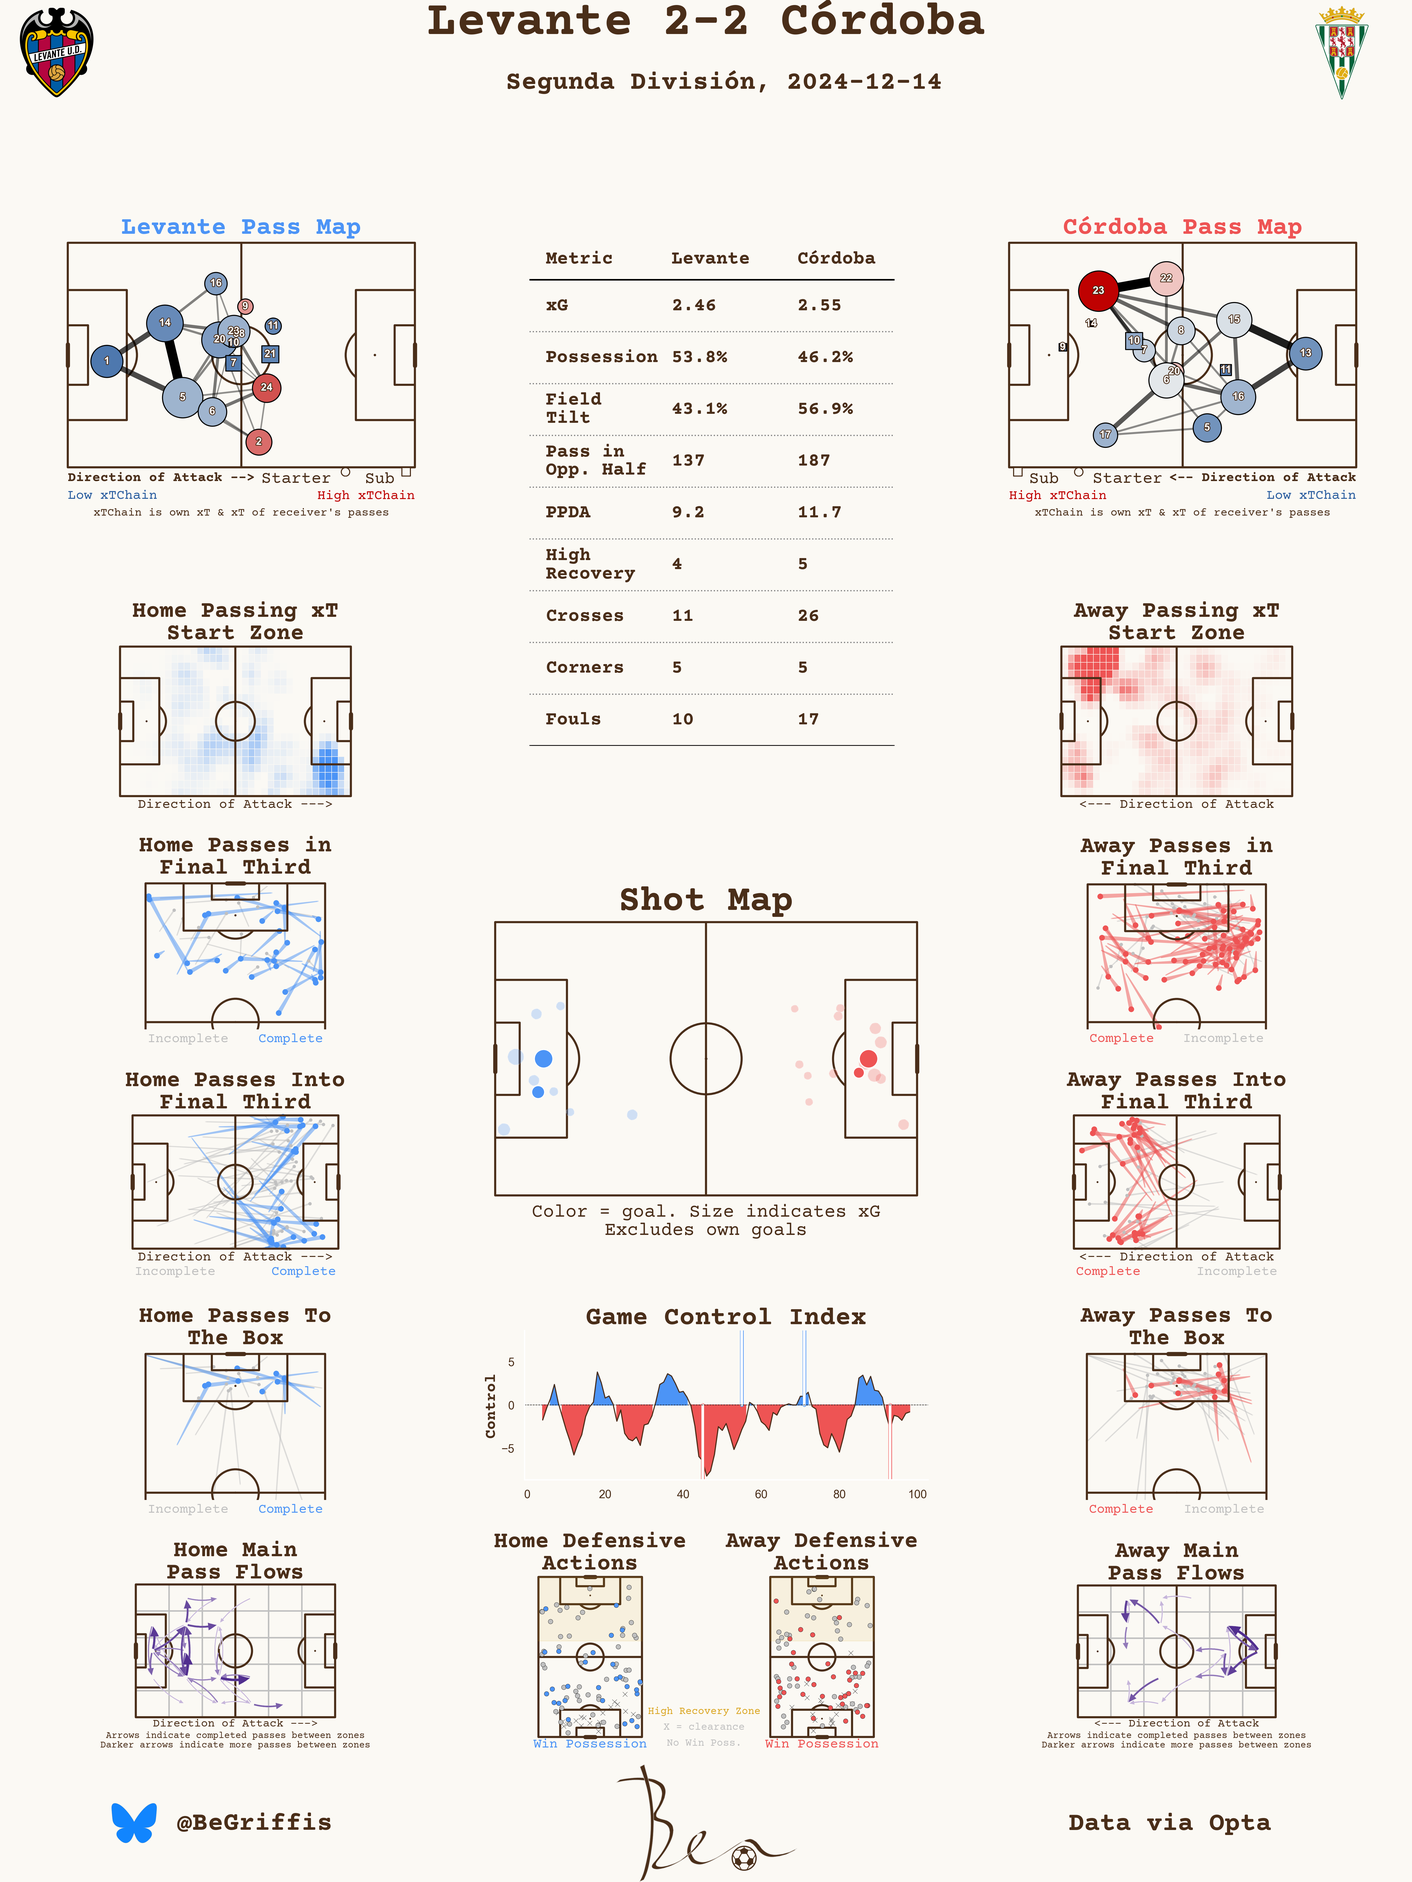 Levante 2-2 Córdoba
Segunda División, 2024-12-14
LEVANTE U.D.
Levante Pass Map
1
14
16
5
6
20
23
8
10
7
9
11
21
24
2
Direction of Attack --> Starter Sub
Low xTChain High xTChain
xTChain is own xT & xT of receiver's passes
Metric Levante Córdoba
xG 2.46 2.55
Possession 53.8% 46.2%
Field
Tilt 43.1% 56.9%
Pass in
Opp. Half 137 187
PPDA 9.2 11.7
High
Recovery 4 5
Crosses 11 26
Corners 5 5
Fouls 10 17
Córdoba Pass Map
23
22
14
9
10
7
8
15
13
20
6
11
16
5
17
Sub Starter <-- Direction of Attack
High xTChain Low xTChain
xTChain is own xT & xT of receiver's passes
Home Passing xT
Start Zone
Direction of Attack --->
Away Passing xT
Start Zone
<--- Direction of Attack
Home Passes in
Final Third
Incomplete Complete
Away Passes in
Final Third
Complete Incomplete
Shot Map
Color = goal. Size indicates xG
Excludes own goals
Home Passes Into
Final Third
Direction of Attack --->
Incomplete Complete
Away Passes Into
Final Third
<--- Direction of Attack
Complete Incomplete
Home Passes To
The Box
Incomplete Complete
Game Control Index
Control
5
0
−5
0 20 40 60 80 100
Away Passes To
The Box
Complete Incomplete
Home Main
Pass Flows
Direction of Attack --->
Arrows indicate completed passes between zones
Darker arrows indicate more passes between zones
Home Defensive
Actions
Win Possession
Away Defensive
Actions
Win Possession
High Recovery Zone
X = clearance
No Win Poss.
Away Main
Pass Flows
<--- Direction of Attack
Arrows indicate completed passes between zones
Darker arrows indicate more passes between zones
@BeGriffis
Ben
Data via Opta